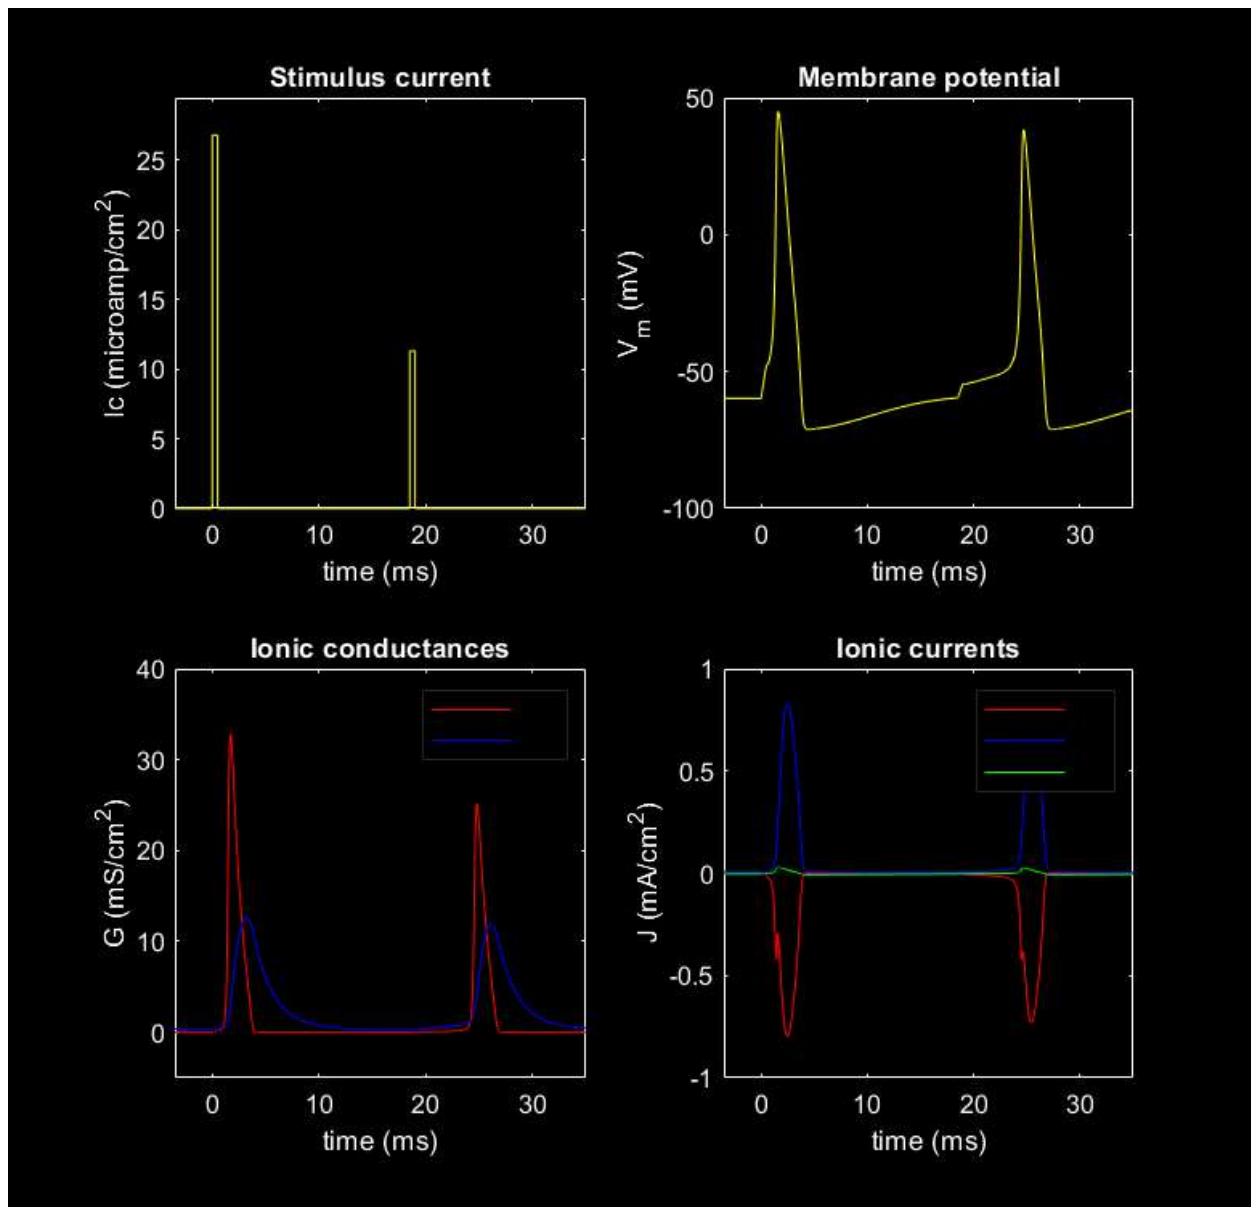 Stimulus current
Ic (microamp/cm²)
25
20
15
10
5
0
0 10 20 30
time (ms)
Membrane potential
Vₘ (mV)
50
0
-50
-100
0 10 20 30
time (ms)
Ionic conductances
G (mS/cm²)
40
30
20
10
0
0 10 20 30
time (ms)
Ionic currents
J (mA/cm²)
1
0.5
0
-0.5
-1
0 10 20 30
time (ms)